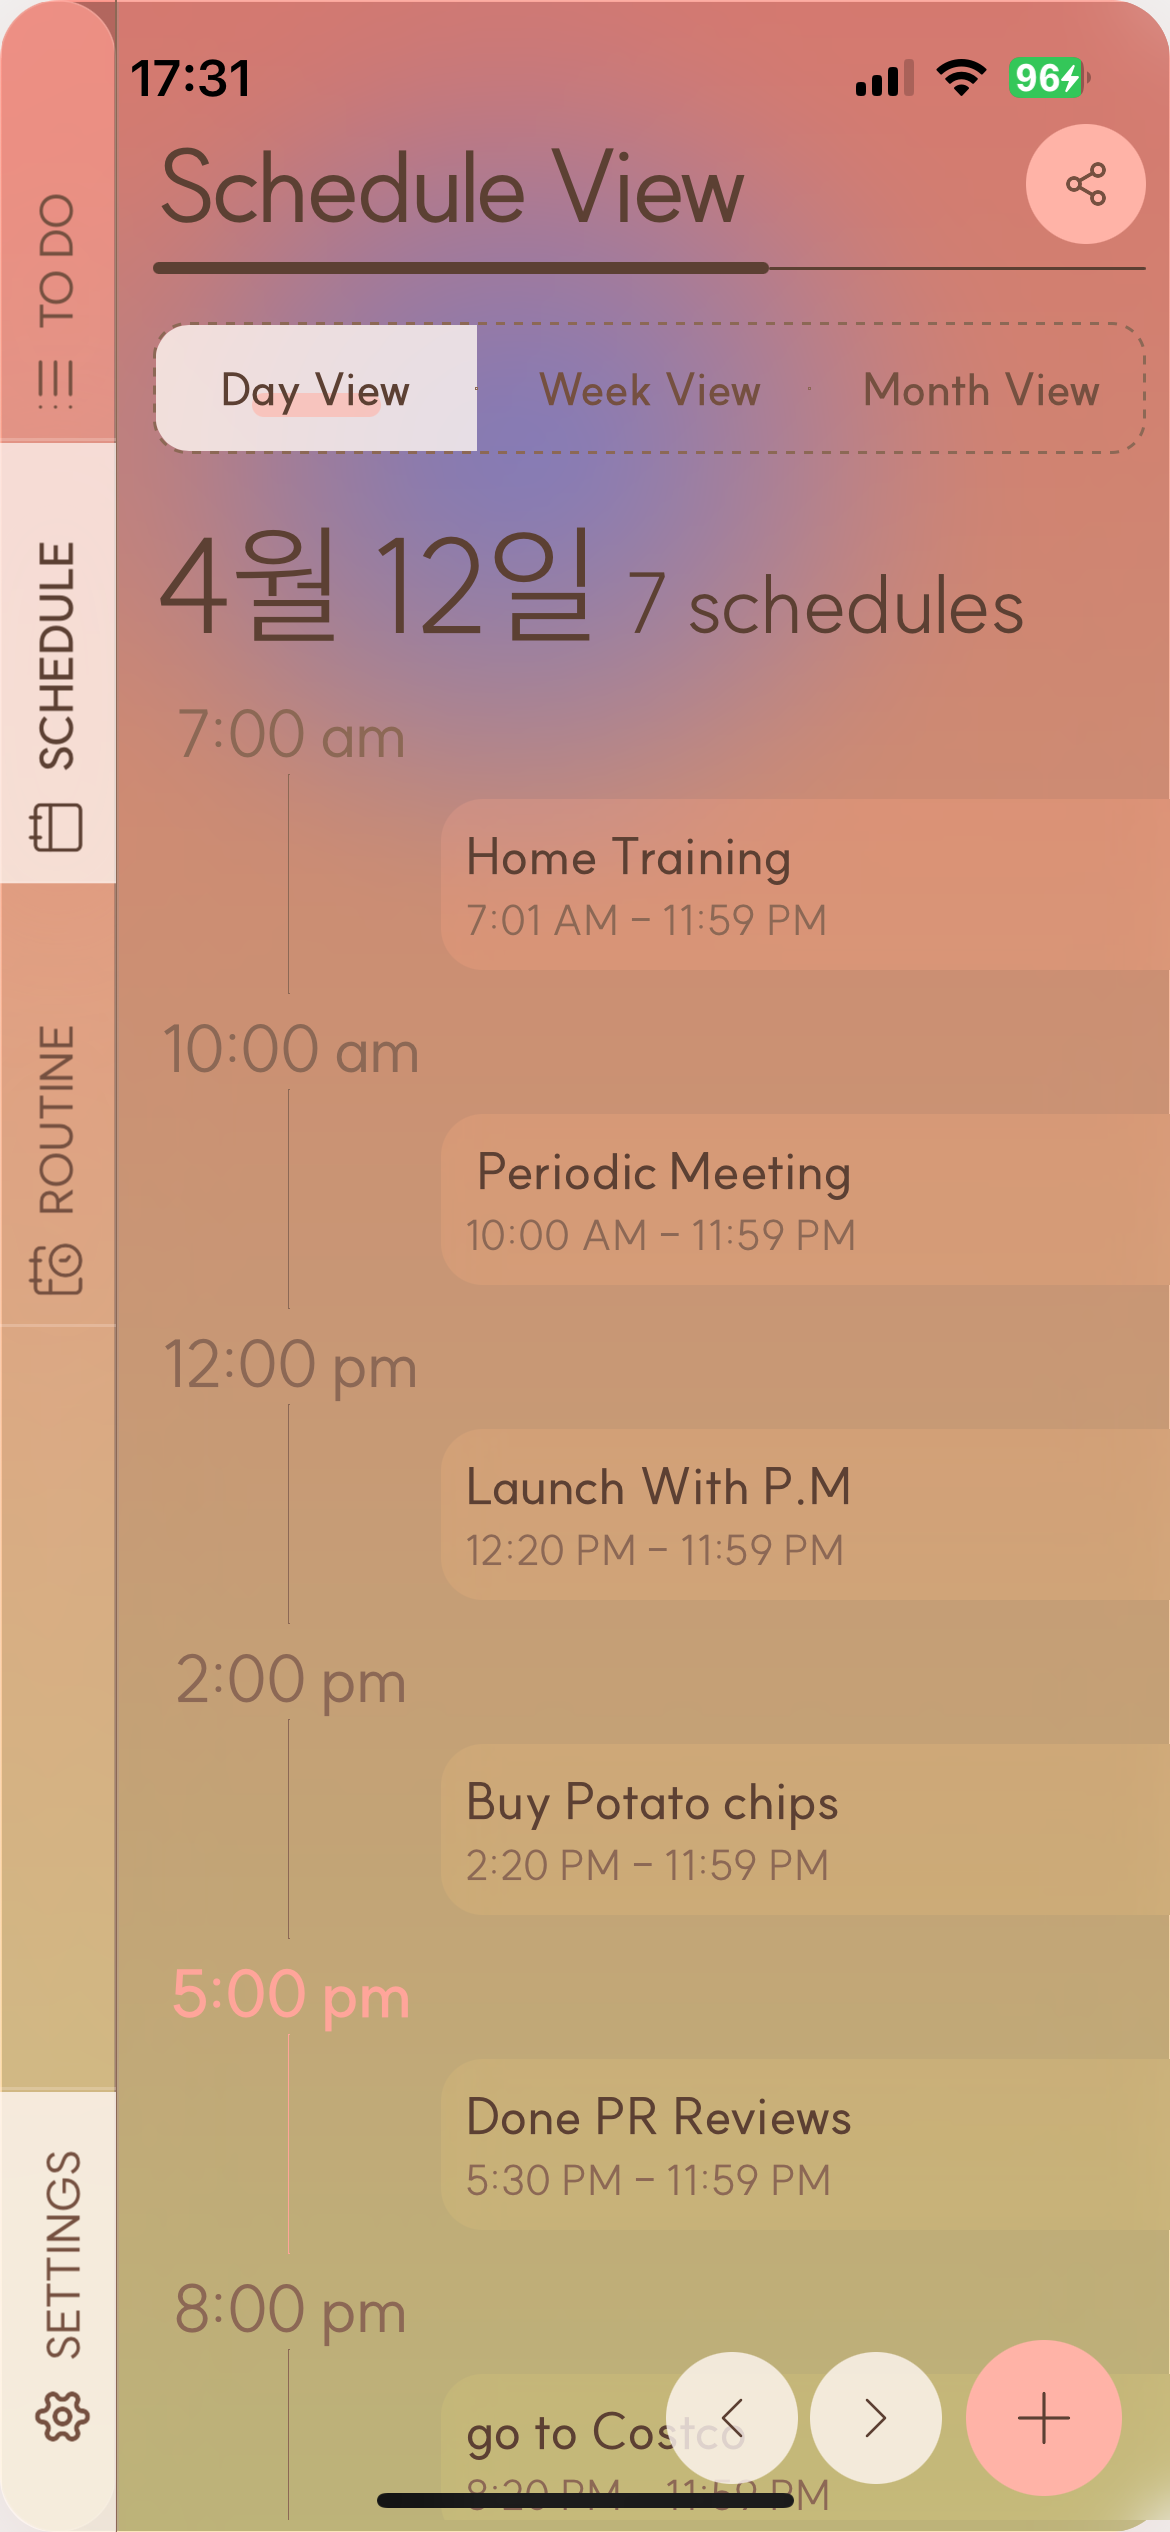 17:31
96
Schedule View
TO DO
SCHEDULE
ROUTINE
SETTINGS
Day View
Week View
Month View
4월 12일 7 schedules
7:00 am
Home Training
7:01 AM – 11:59 PM
10:00 am
Periodic Meeting
10:00 AM – 11:59 PM
12:00 pm
Launch With P.M
12:20 PM – 11:59 PM
2:00 pm
Buy Potato chips
2:20 PM – 11:59 PM
5:00 pm
Done PR Reviews
5:30 PM – 11:59 PM
8:00 pm
go to Costco
8:20 PM – 11:59 PM